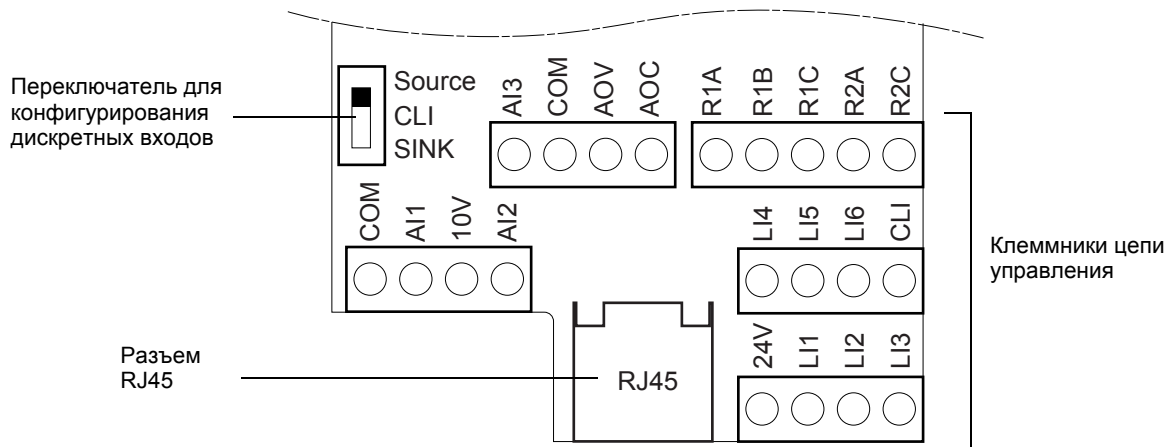 Переключатель для
конфигурирования
дискретных входов
Source
CLI
SINK
AI3
COM
AOV
AOC
R1A
R1B
R1C
R2A
R2C
COM
AI1
10V
AI2
LI4
LI5
LI6
CLI
Клеммники цепи
управления
24V
LI1
LI2
LI3
Разъем
RJ45
RJ45